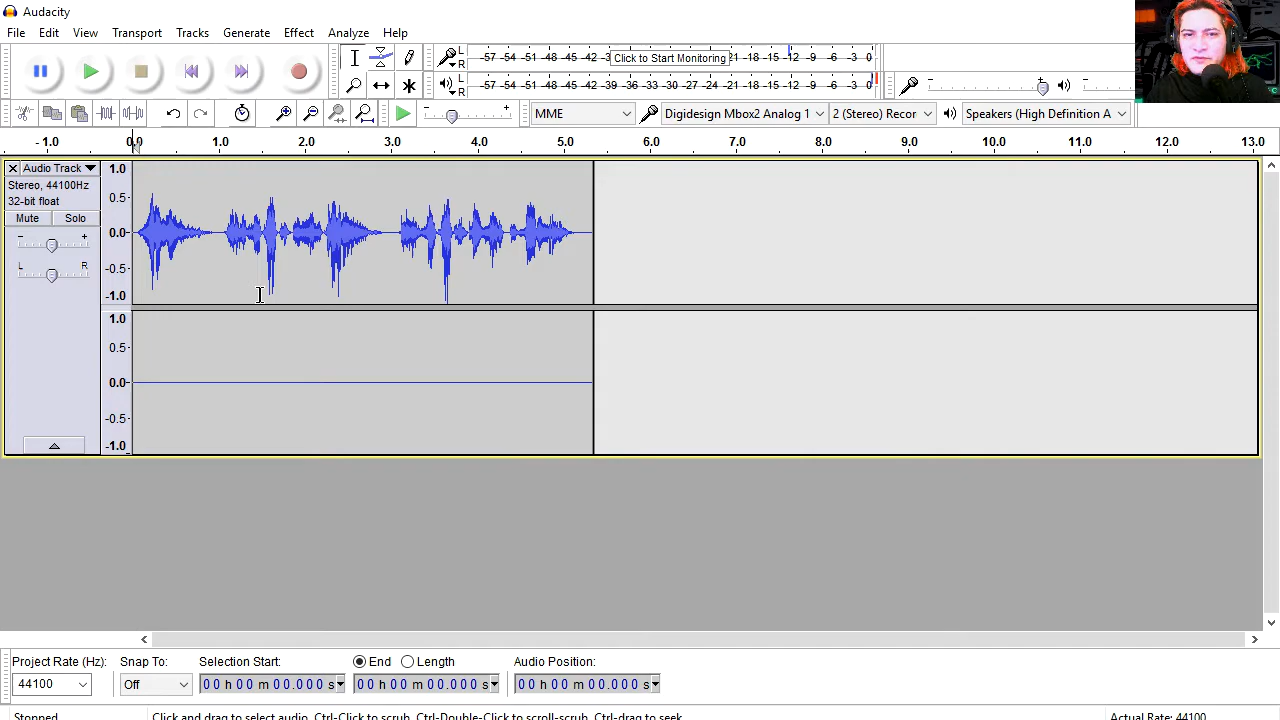 Audacity
File Edit View Transport Tracks Generate Effect Analyze Help
L R -57 -54 -51 -48 -45 -42 Click to Start Monitoring -21 -18 -15 -12 -9 -6 -3 0
L R -57 -54 -51 -48 -45 -42 -39 -36 -33 -30 -27 -24 -21 -18 -15 -12 -9 -6 -3 0
MME Digidesign Mbox2 Analog 1 2 (Stereo) Recor Speakers (High Definition A
-1.0 0.0 1.0 2.0 3.0 4.0 5.0 6.0 7.0 8.0 9.0 10.0 11.0 12.0 13.0
Audio Track
Stereo, 44100Hz
32-bit float
Mute Solo
- +
L R
1.0
0.5
0.0
-0.5
-1.0
1.0
0.5
0.0
-0.5
-1.0
Project Rate (Hz): Snap To: Selection Start: End Length Audio Position:
44100 Off 00 h 00 m 00.000 s 00 h 00 m 00.000 s 00 h 00 m 00.000 s
Stopped Click and drag to select audio, Ctrl-Click to scrub, Ctrl-Double-Click to scroll-scrub, Ctrl-drag to seek Actual Rate: 44100